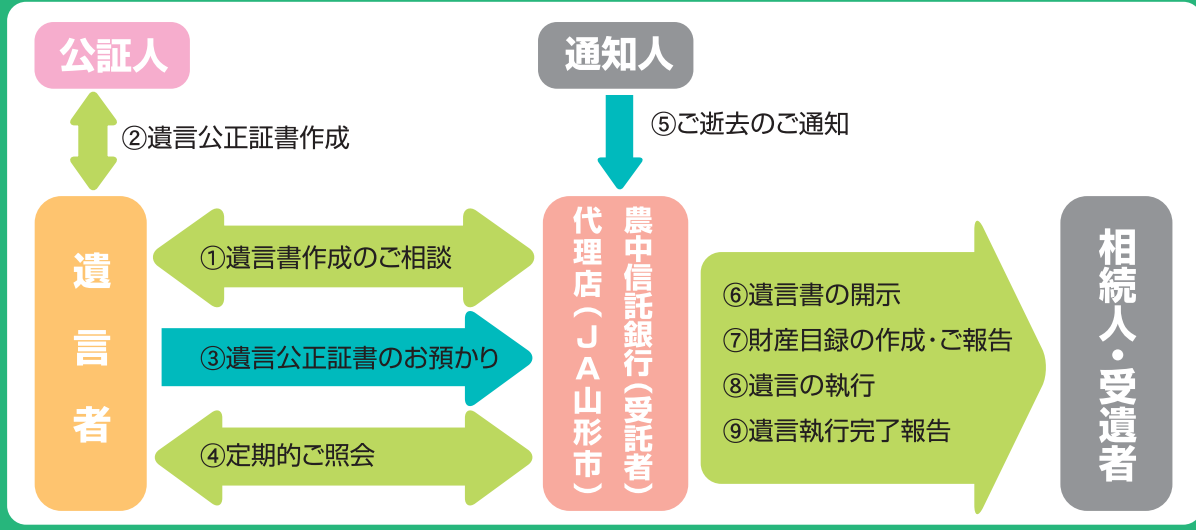 公証人
通知人
②遺言公正証書作成
⑤ご逝去のご通知
遺言者
①遺言書作成のご相談
③遺言公正証書のお預かり
④定期的ご照会
農中信託銀行(受託者)
代理店(JA山形市)
⑥遺言書の開示
⑦財産目録の作成・ご報告
⑧遺言の執行
⑨遺言執行完了報告
相続人・受遺者